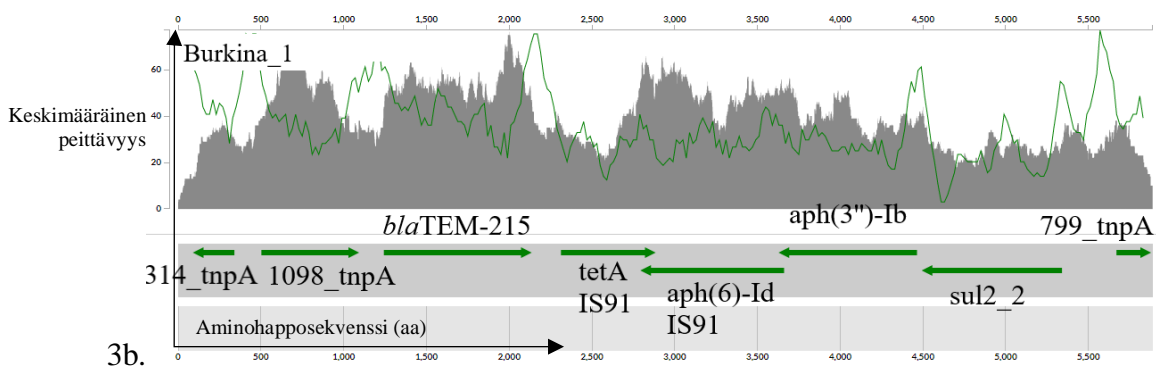 0 500 1,000 1,500 2,000 2,500 3,000 3,500 4,000 4,500 5,000 5,500
Burkina_1
60
Keskimääräinen
peittävyys
40
20
0
blaTEM-215
aph(3")-Ib
799_tnpA
314_tnpA
1098_tnpA
tetA
IS91
aph(6)-Id
IS91
sul2_2
Aminohapposekvenssi (aa)
3b.
0 500 1,000 1,500 2,000 2,500 3,000 3,500 4,000 4,500 5,000 5,500